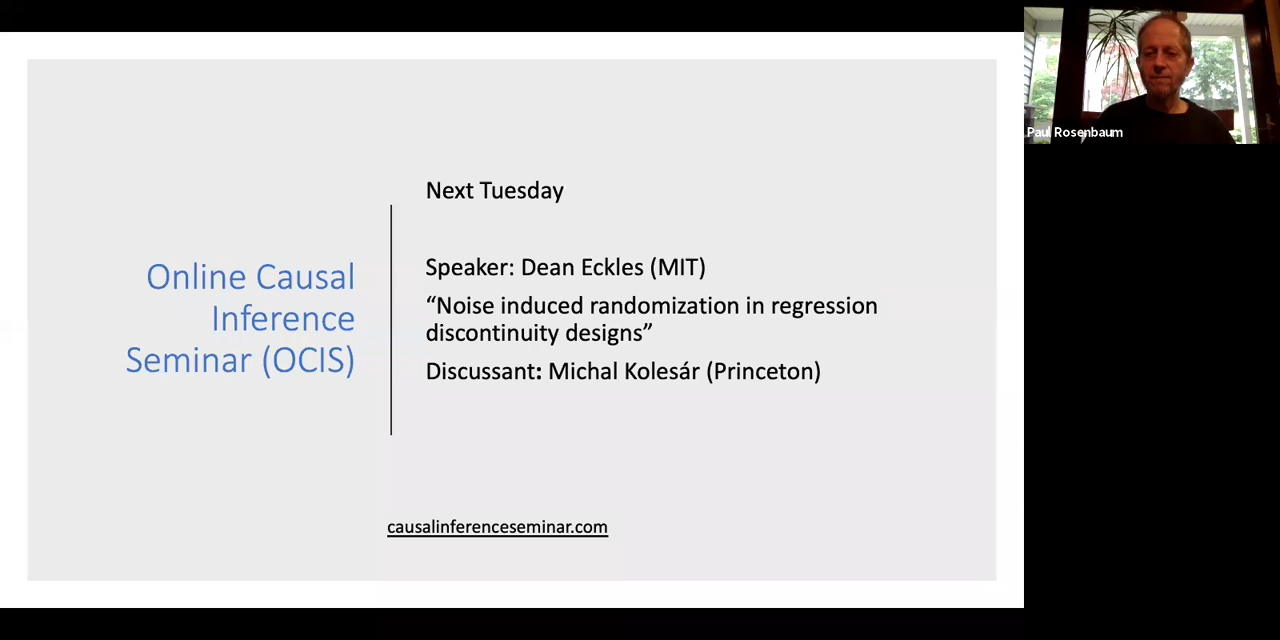 Online Causal
Inference
Seminar (OCIS)
Next Tuesday
Speaker: Dean Eckles (MIT)
“Noise induced randomization in regression
discontinuity designs”
Discussant: Michal Kolesár (Princeton)
causalinferenceseminar.com
Paul Rosenbaum